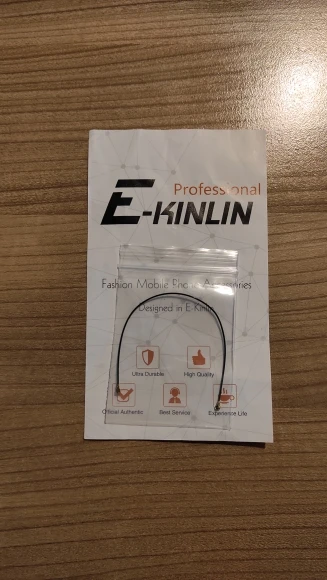 Professional
E-KINLIN
Fashion Mobile Phone Accessories
Designed in E-Kinlin
Ultra Durable
High Quality
Official Authentic
Best Service
Experience Life